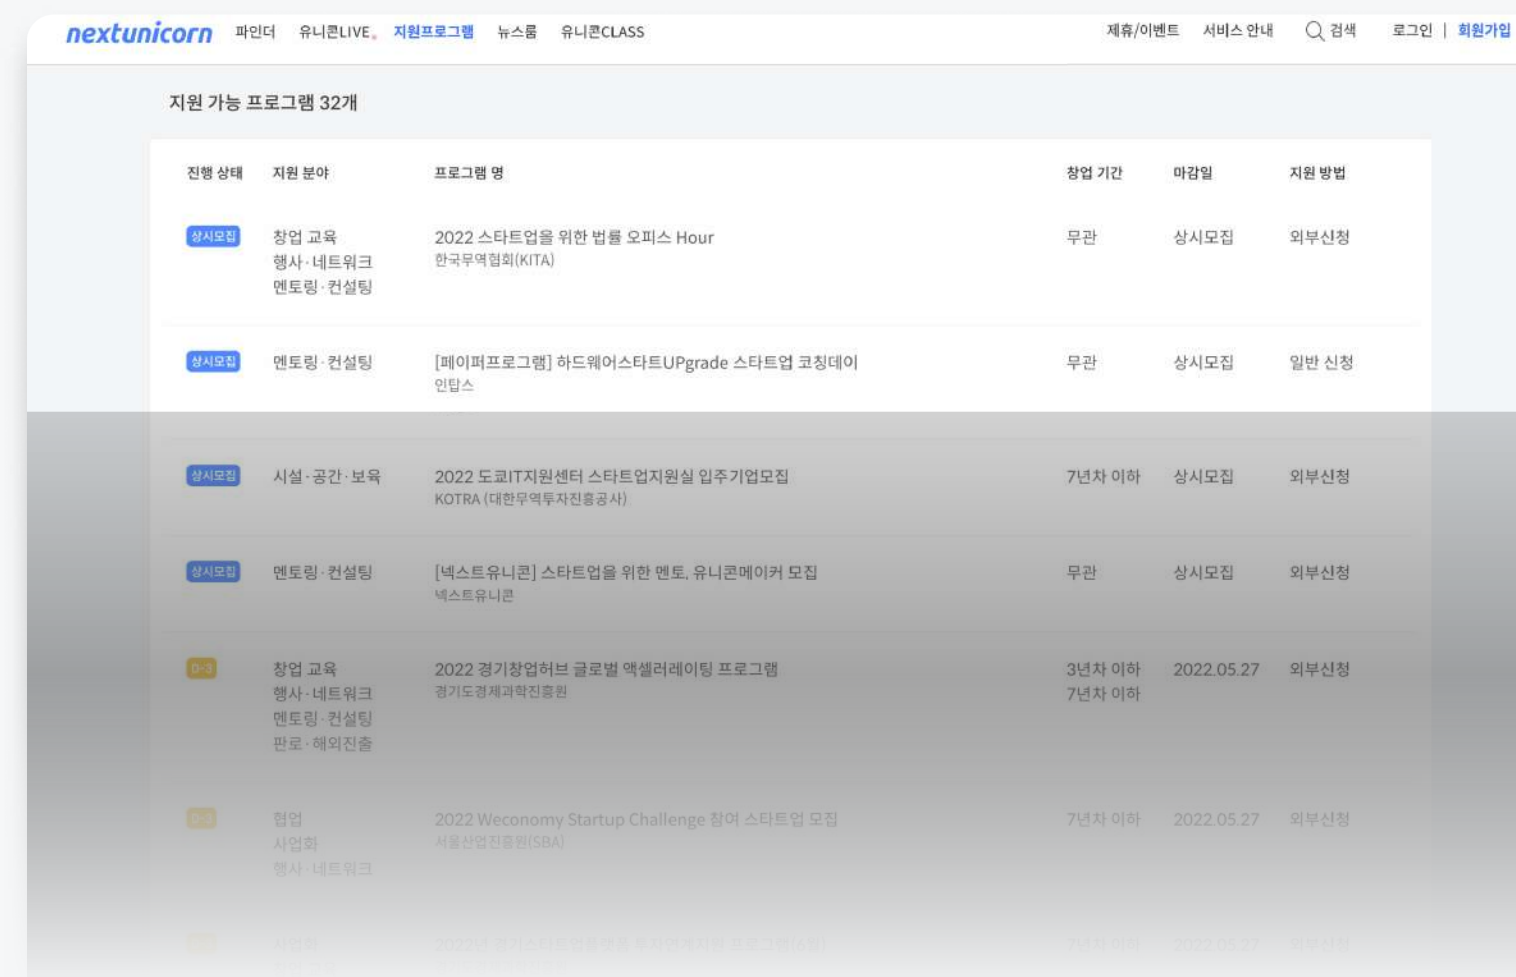 nextunicorn 파인더 유니콘LIVE 지원프로그램 뉴스룸 유니콘CLASS 제휴/이벤트 서비스 안내 검색 로그인 | 회원가입
지원 가능 프로그램 32개
진행 상태 지원 분야 프로그램 명 창업 기간 마감일 지원 방법
상시모집 창업 교육 2022 스타트업을 위한 법률 오피스 Hour 무관 상시모집 외부신청
행사·네트워크 한국무역협회(KITA)
멘토링·컨설팅
상시모집 멘토링·컨설팅 [페이퍼프로그램] 하드웨어스타트UPgrade 스타트업 코칭데이 무관 상시모집 일반 신청
인탑스
상시모집 시설·공간·보육 2022 도쿄IT지원센터 스타트업지원실 입주기업모집 7년차 이하 상시모집 외부신청
KOTRA (대한무역투자진흥공사)
상시모집 멘토링·컨설팅 [넥스트유니콘] 스타트업을 위한 멘토, 유니콘메이커 모집 무관 상시모집 외부신청
넥스트유니콘
D-3 창업 교육 2022 경기창업허브 글로벌 액셀러레이팅 프로그램 3년차 이하 2022.05.27 외부신청
행사·네트워크 경기도경제과학진흥원 7년차 이하
멘토링·컨설팅
판로·해외진출
협업 2022 Weconomy Startup Challenge 참여 스타트업 모집 7년차 이하 2022.05.27 외부신청
사업화 서울산업진흥원(SBA)
행사·네트워크
사업화 7년차 이하 2022.05.27 외부신청